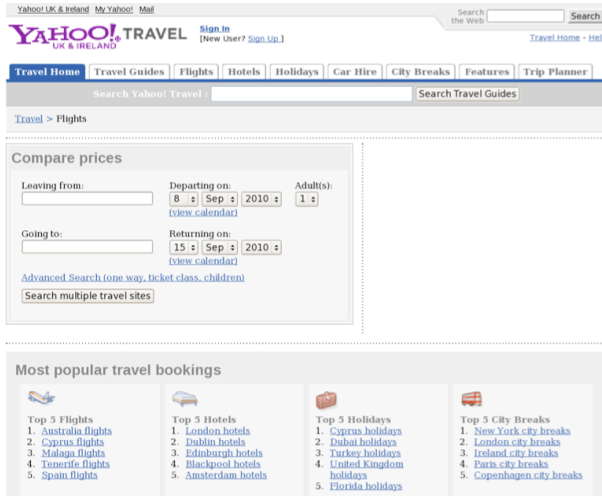 Yahoo! UK & Ireland My Yahoo! Mail
Search the Web Search
YAHOO! TRAVEL
UK & IRELAND
Sign In
[New User? Sign Up ]
Travel Home - Hel
Travel Home Travel Guides Flights Hotels Holidays Car Hire City Breaks Features Trip Planner
Search Yahoo! Travel : Search Travel Guides
Travel > Flights
Compare prices
Leaving from: Departing on: Adult(s):
8 Sep 2010 1
(view calendar)
Going to: Returning on:
15 Sep 2010
(view calendar)
Advanced Search (one way, ticket class, children)
Search multiple travel sites
Most popular travel bookings
Top 5 Flights
1. Australia flights
2. Cyprus flights
3. Malaga flights
4. Tenerife flights
5. Spain flights
Top 5 Hotels
1. London hotels
2. Dublin hotels
3. Edinburgh hotels
4. Blackpool hotels
5. Amsterdam hotels
Top 5 Holidays
1. Cyprus holidays
2. Dubai holidays
3. Turkey holidays
4. United Kingdom
holidays
5. Florida holidays
Top 5 City Breaks
1. New York city breaks
2. London city breaks
3. Ireland city breaks
4. Paris city breaks
5. Copenhagen city breaks